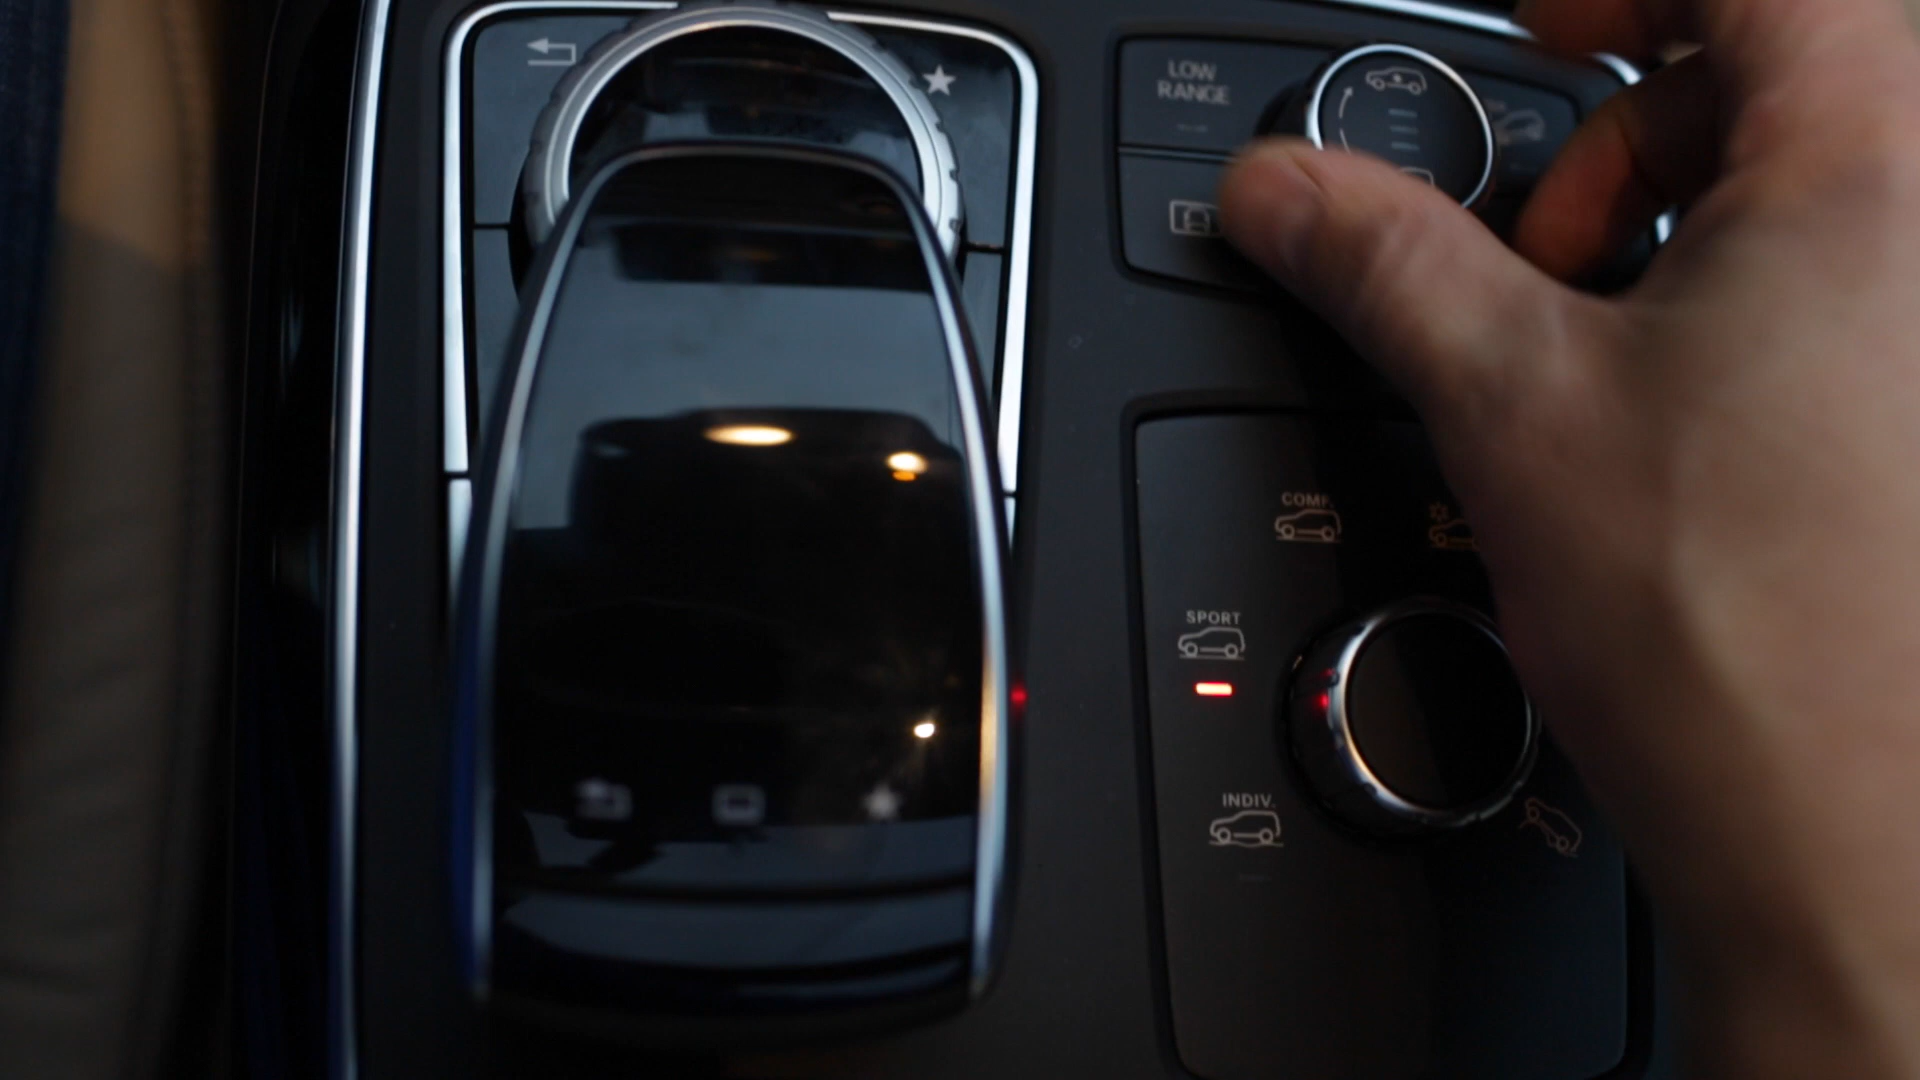 LOW
RANGE
COMF.
SPORT
INDIV.